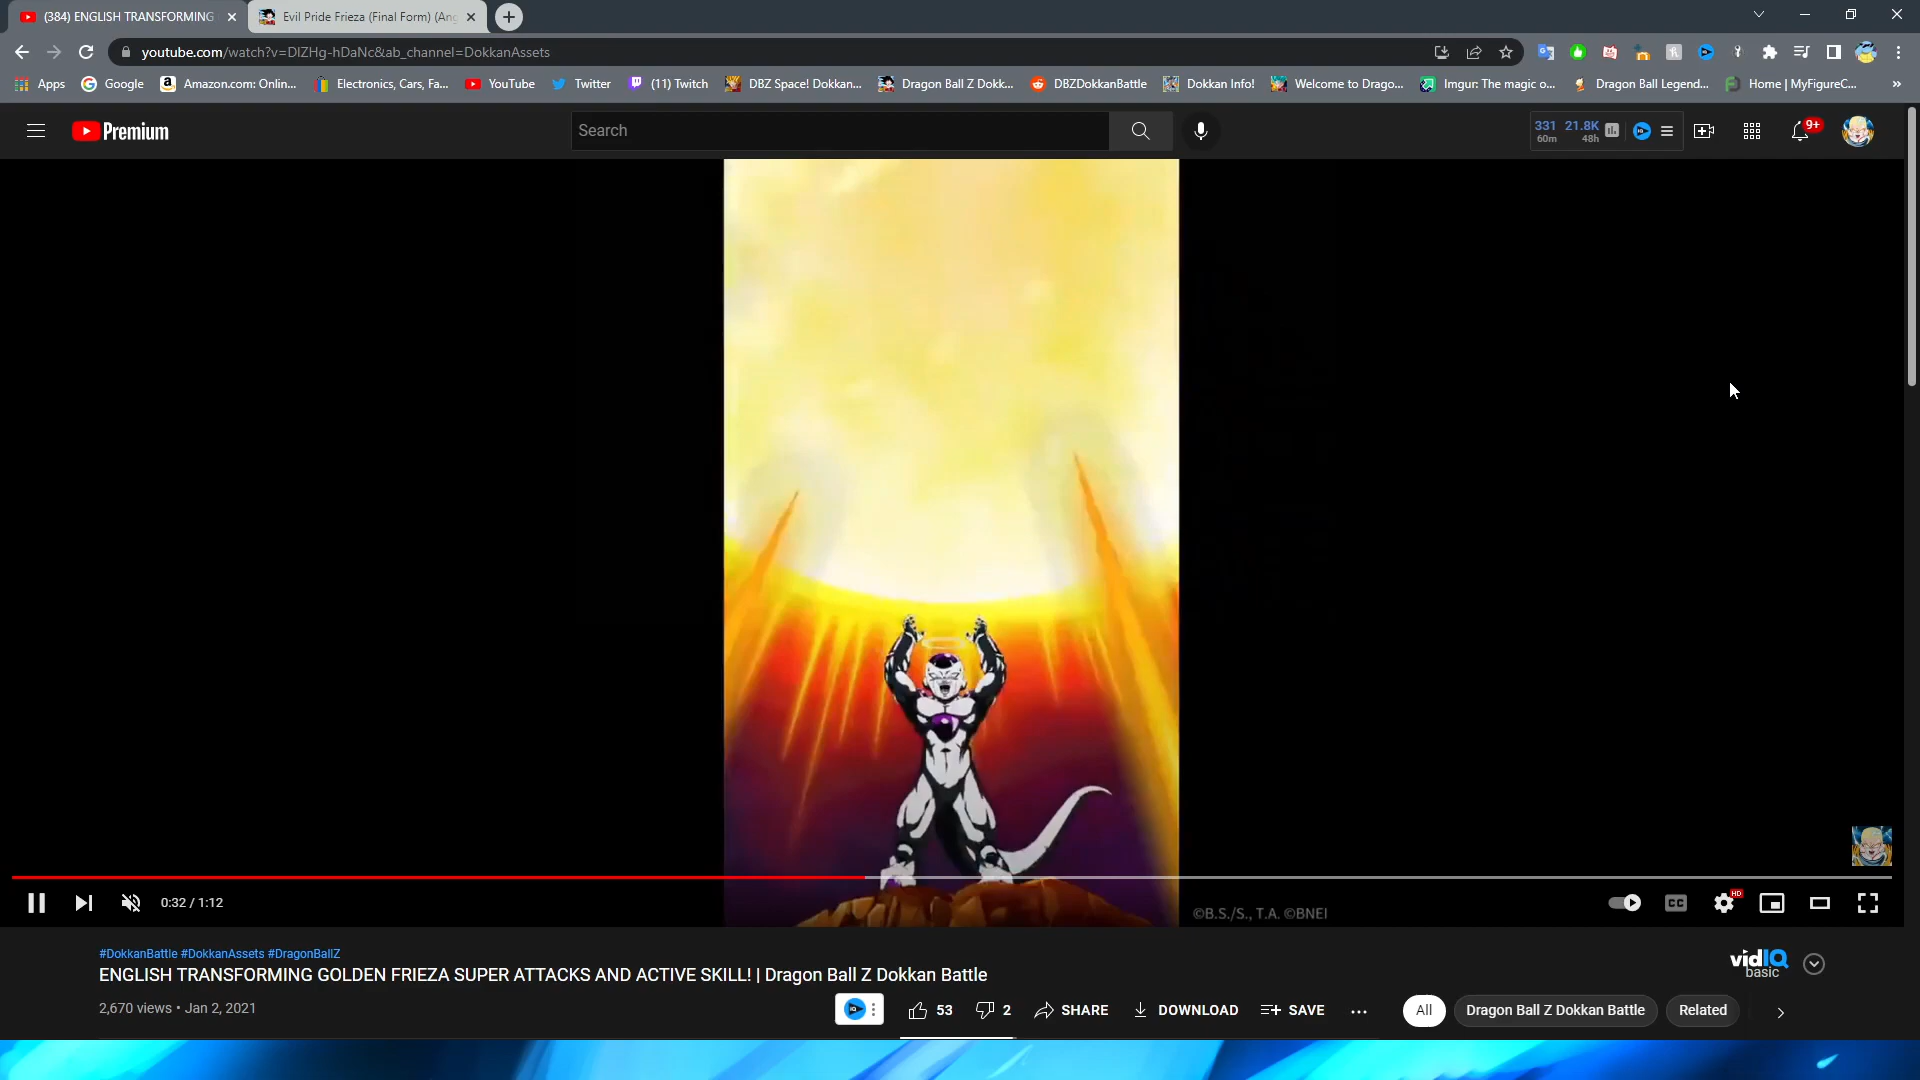 (384) ENGLISH TRANSFORMING
Evil Pride Frieza (Final Form) (Ang
youtube.com/watch?v=DlZHg-hDaNc&ab_channel=DokkanAssets
Apps
Google
Amazon.com: Onlin...
Electronics, Cars, Fa...
YouTube
Twitter
(11) Twitch
DBZ Space! Dokkan...
Dragon Ball Z Dokk...
DBZDokkanBattle
Dokkan Info!
Welcome to Drago...
Imgur: The magic o...
Dragon Ball Legend...
Home | MyFigureC...
»
Premium
Search
331 21.8K
60m 48h
9+
©B.S./S., T.A. ©BNEI
0:32 / 1:12
CC
HD
#DokkanBattle #DokkanAssets #DragonBallZ
ENGLISH TRANSFORMING GOLDEN FRIEZA SUPER ATTACKS AND ACTIVE SKILL! | Dragon Ball Z Dokkan Battle
vidIQ
basic
2,670 views • Jan 2, 2021
53
2
SHARE
DOWNLOAD
SAVE
...
All
Dragon Ball Z Dokkan Battle
Related